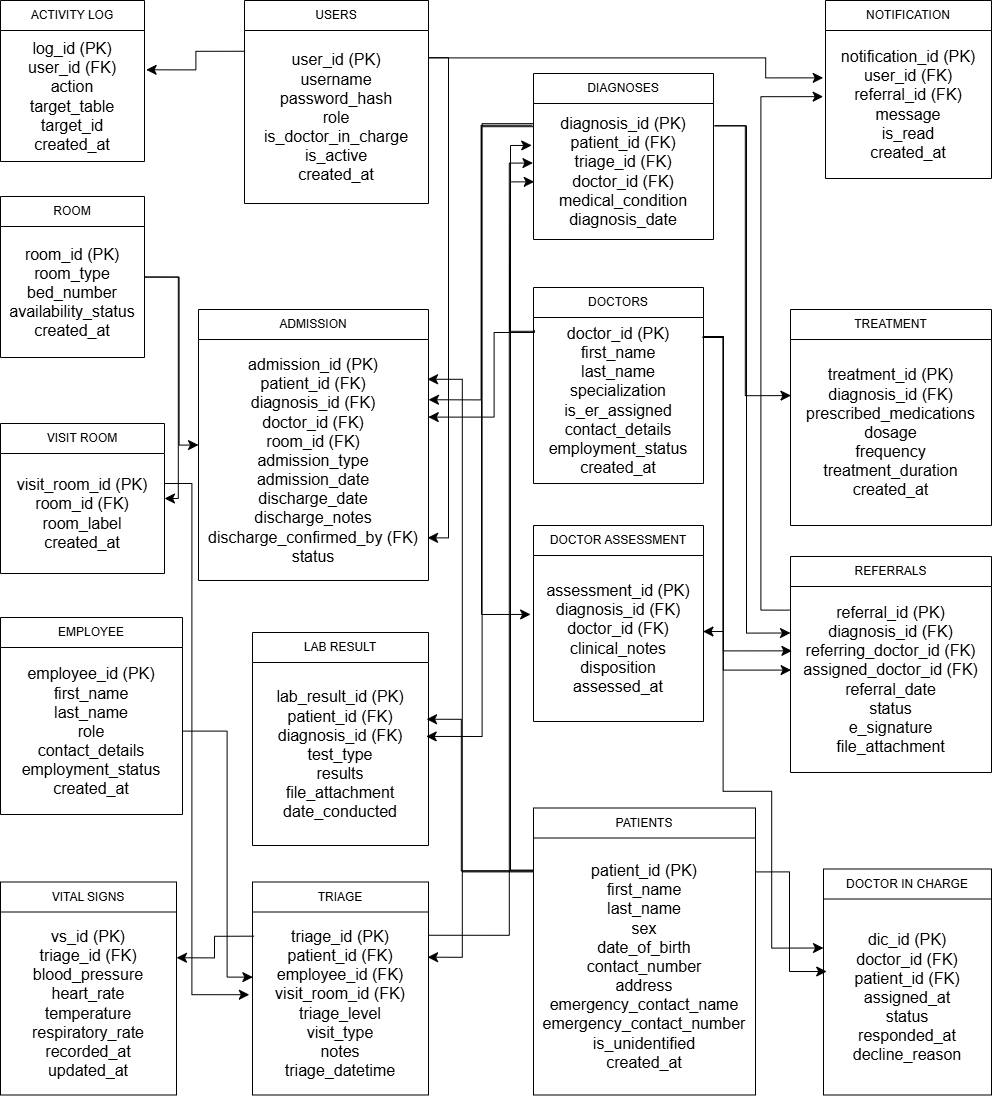 ACTIVITY LOG
log_id (PK)
user_id (FK)
action
target_table
target_id
created_at
USERS
user_id (PK)
username
password_hash
role
is_doctor_in_charge
is_active
created_at
NOTIFICATION
notification_id (PK)
user_id (FK)
referral_id (FK)
message
is_read
created_at
DIAGNOSES
diagnosis_id (PK)
patient_id (FK)
triage_id (FK)
doctor_id (FK)
medical_condition
diagnosis_date
ROOM
room_id (PK)
room_type
bed_number
availability_status
created_at
ADMISSION
admission_id (PK)
patient_id (FK)
diagnosis_id (FK)
doctor_id (FK)
room_id (FK)
admission_type
admission_date
discharge_date
discharge_notes
discharge_confirmed_by (FK)
status
DOCTORS
doctor_id (PK)
first_name
last_name
specialization
is_er_assigned
contact_details
employment_status
created_at
TREATMENT
treatment_id (PK)
diagnosis_id (FK)
prescribed_medications
dosage
frequency
treatment_duration
created_at
VISIT ROOM
visit_room_id (PK)
room_id (FK)
room_label
created_at
DOCTOR ASSESSMENT
assessment_id (PK)
diagnosis_id (FK)
doctor_id (FK)
clinical_notes
disposition
assessed_at
REFERRALS
referral_id (PK)
diagnosis_id (FK)
referring_doctor_id (FK)
assigned_doctor_id (FK)
referral_date
status
e_signature
file_attachment
EMPLOYEE
employee_id (PK)
first_name
last_name
role
contact_details
employment_status
created_at
LAB RESULT
lab_result_id (PK)
patient_id (FK)
diagnosis_id (FK)
test_type
results
file_attachment
date_conducted
PATIENTS
patient_id (PK)
first_name
last_name
sex
date_of_birth
contact_number
address
emergency_contact_name
emergency_contact_number
is_unidentified
created_at
DOCTOR IN CHARGE
dic_id (PK)
doctor_id (FK)
patient_id (FK)
assigned_at
status
responded_at
decline_reason
VITAL SIGNS
vs_id (PK)
triage_id (FK)
blood_pressure
heart_rate
temperature
respiratory_rate
recorded_at
updated_at
TRIAGE
triage_id (PK)
patient_id (FK)
employee_id (FK)
visit_room_id (FK)
triage_level
visit_type
notes
triage_datetime